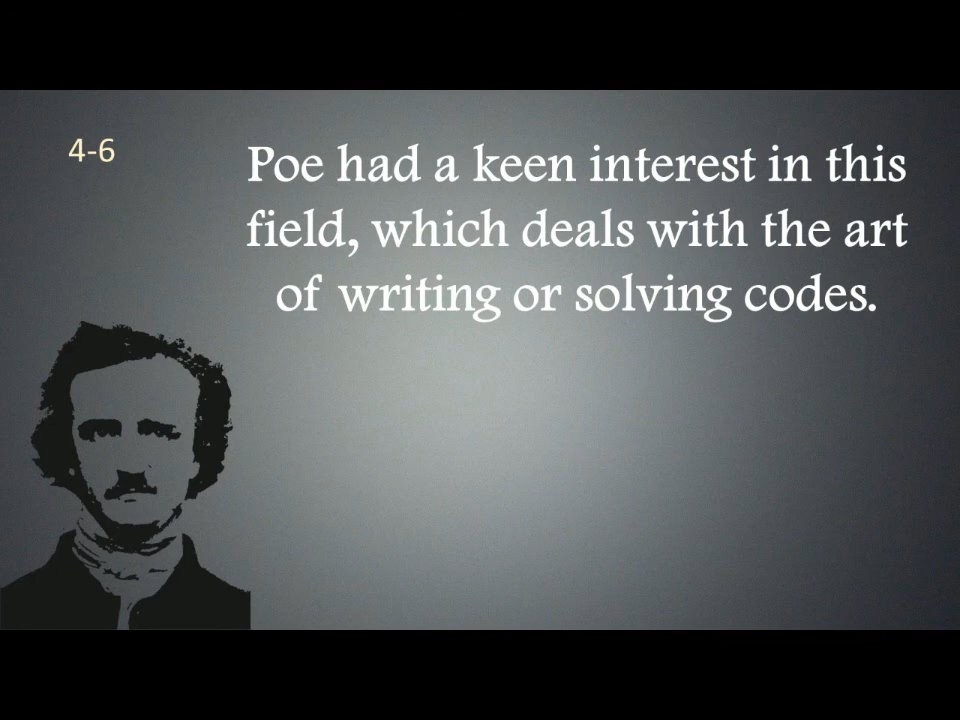 4-6
Poe had a keen interest in this
field, which deals with the art
of writing or solving codes.